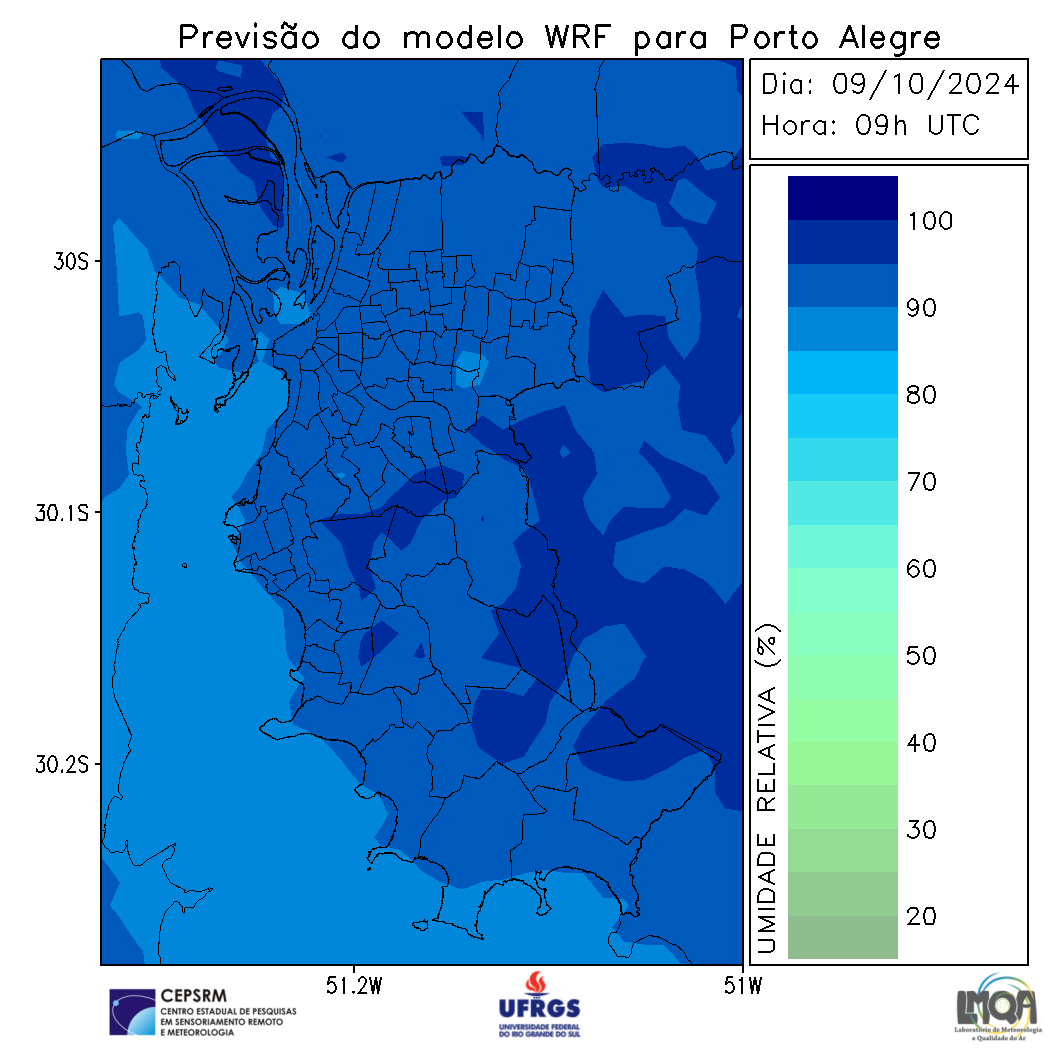 Previsão do modelo WRF para Porto Alegre
Dia: 09/10/2024
Hora: 09h UTC
30S
30.1S
30.2S
51.2W
51W
UMIDADE RELATIVA (%)
100
90
80
70
60
50
40
30
20
CEPSRM
CENTRO ESTADUAL DE PESQUISAS
EM SENSORIAMENTO REMOTO
E METEOROLOGIA
UFRGS
UNIVERSIDADE FEDERAL
DO RIO GRANDE DO SUL
LMQA
Laboratório de Meteorologia
e Qualidade do Ar